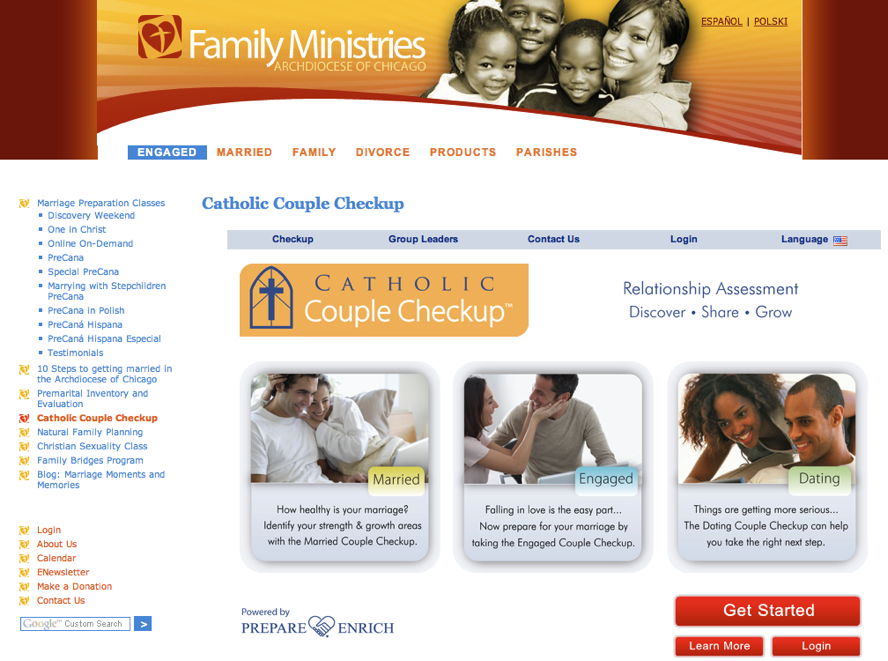 Family Ministries
ARCHDIOCESE OF CHICAGO
ESPAÑOL | POLSKI
ENGAGED MARRIED FAMILY DIVORCE PRODUCTS PARISHES
Marriage Preparation Classes
Discovery Weekend
One in Christ
Online On-Demand
PreCana
Special PreCana
Marrying with Stepchildren
PreCana
PreCana in Polish
PreCaná Hispana
PreCaná Hispana Especial
Testimonials
10 Steps to getting married in
the Archdiocese of Chicago
Premarital Inventory and
Evaluation
Catholic Couple Checkup
Natural Family Planning
Christian Sexuality Class
Family Bridges Program
Blog: Marriage Moments and
Memories
Login
About Us
Calendar
ENewsletter
Make a Donation
Contact Us
Google™ Custom Search >
Catholic Couple Checkup
Checkup Group Leaders Contact Us Login Language
CATHOLIC
Couple Checkup™
Relationship Assessment
Discover • Share • Grow
Married
How healthy is your marriage?
Identify your strength & growth areas
with the Married Couple Checkup.
Engaged
Falling in love is the easy part...
Now prepare for your marriage by
taking the Engaged Couple Checkup.
Dating
Things are getting more serious...
The Dating Couple Checkup can help
you take the right next step.
Powered by
PREPARE ENRICH
Get Started
Learn More Login